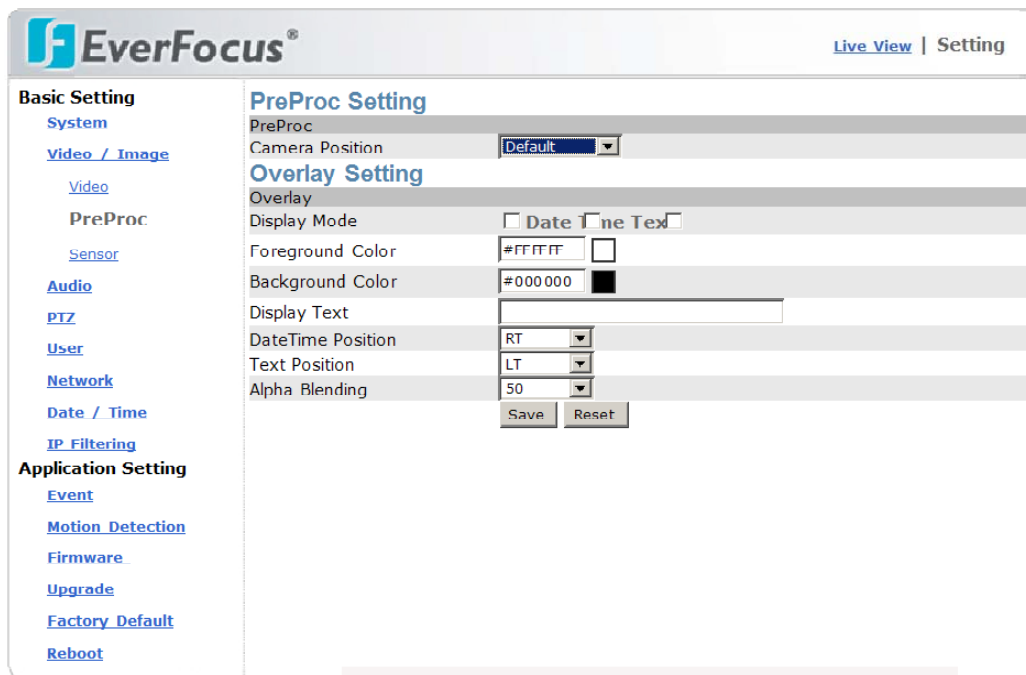 EverFocus®
Live View | Setting
Basic Setting
System
Video / Image
Video
PreProc
Sensor
Audio
PTZ
User
Network
Date / Time
IP Filtering
Application Setting
Event
Motion Detection
Firmware
Upgrade
Factory Default
Reboot
PreProc Setting
PreProc
Camera Position Default
Overlay Setting
Overlay
Display Mode Date Time Text
Foreground Color #FFFFFF
Background Color #000000
Display Text
DateTime Position RT
Text Position LT
Alpha Blending 50
Save Reset